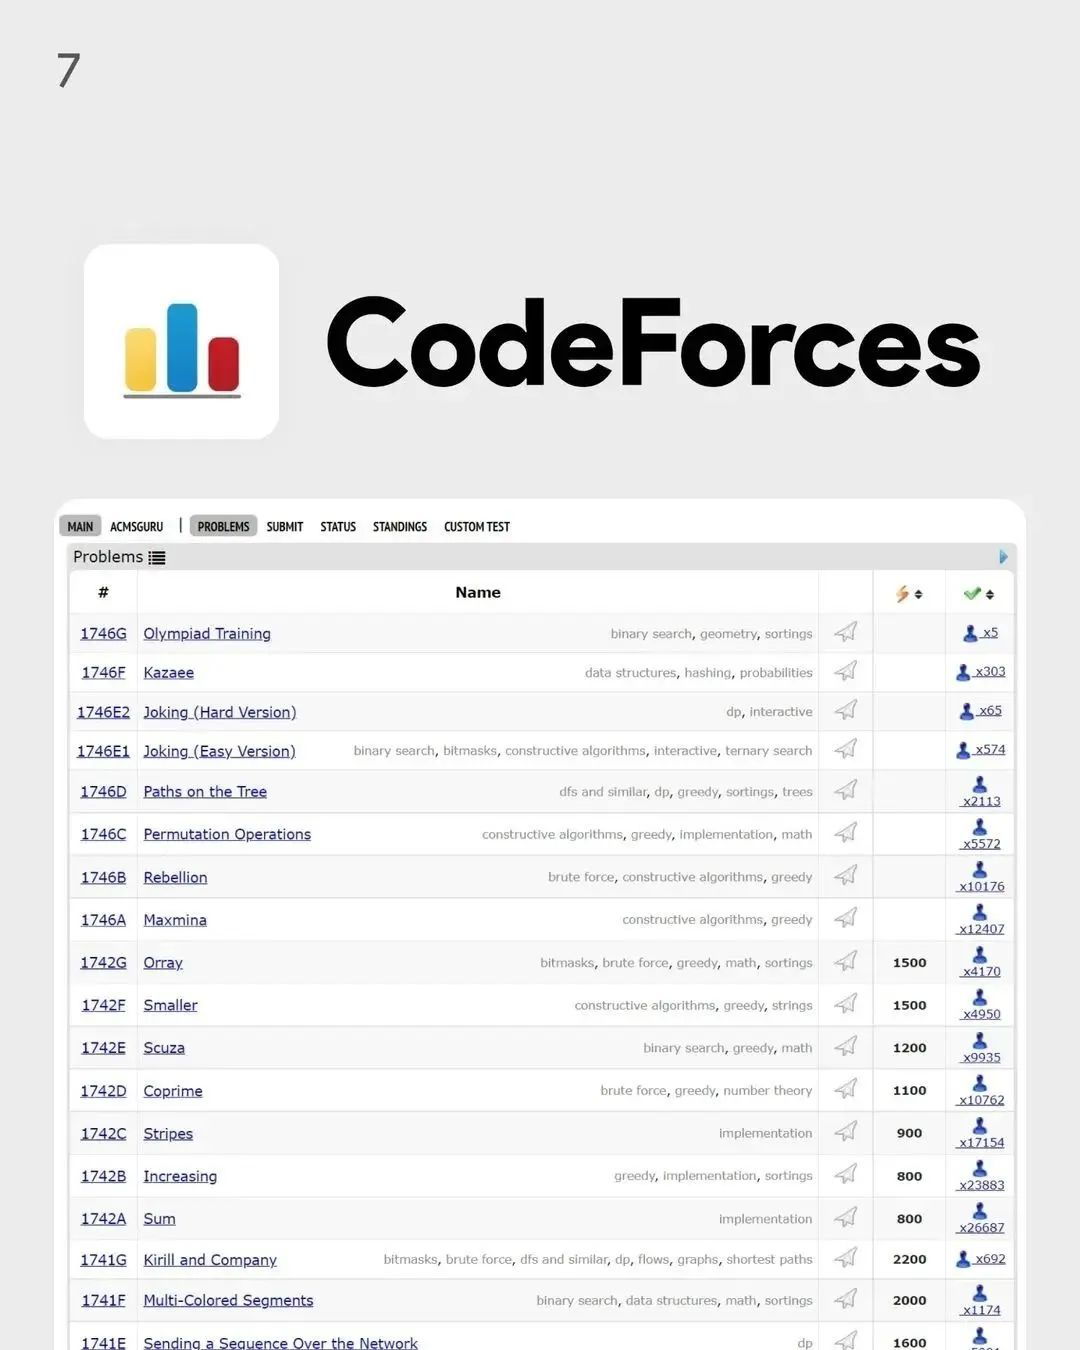 7
CodeForces
MAIN ACMSGURU | PROBLEMS SUBMIT STATUS STANDINGS CUSTOM TEST
Problems
# Name
1746G Olympiad Training binary search, geometry, sortings x5
1746F Kazaee data structures, hashing, probabilities x303
1746E2 Joking (Hard Version) dp, interactive x65
1746E1 Joking (Easy Version) binary search, bitmasks, constructive algorithms, interactive, ternary search x574
1746D Paths on the Tree dfs and similar, dp, greedy, sortings, trees x2113
1746C Permutation Operations constructive algorithms, greedy, implementation, math x5572
1746B Rebellion brute force, constructive algorithms, greedy x10176
1746A Maxmina constructive algorithms, greedy x12407
1742G Orray bitmasks, brute force, greedy, math, sortings 1500 x4170
1742F Smaller constructive algorithms, greedy, strings 1500 x4950
1742E Scuza binary search, greedy, math 1200 x9935
1742D Coprime brute force, greedy, number theory 1100 x10762
1742C Stripes implementation 900 x17154
1742B Increasing greedy, implementation, sortings 800 x23883
1742A Sum implementation 800 x26687
1741G Kirill and Company bitmasks, brute force, dfs and similar, dp, flows, graphs, shortest paths 2200 x692
1741F Multi-Colored Segments binary search, data structures, math, sortings 2000 x1174
1741E Sending a Sequence Over the Network dp 1600